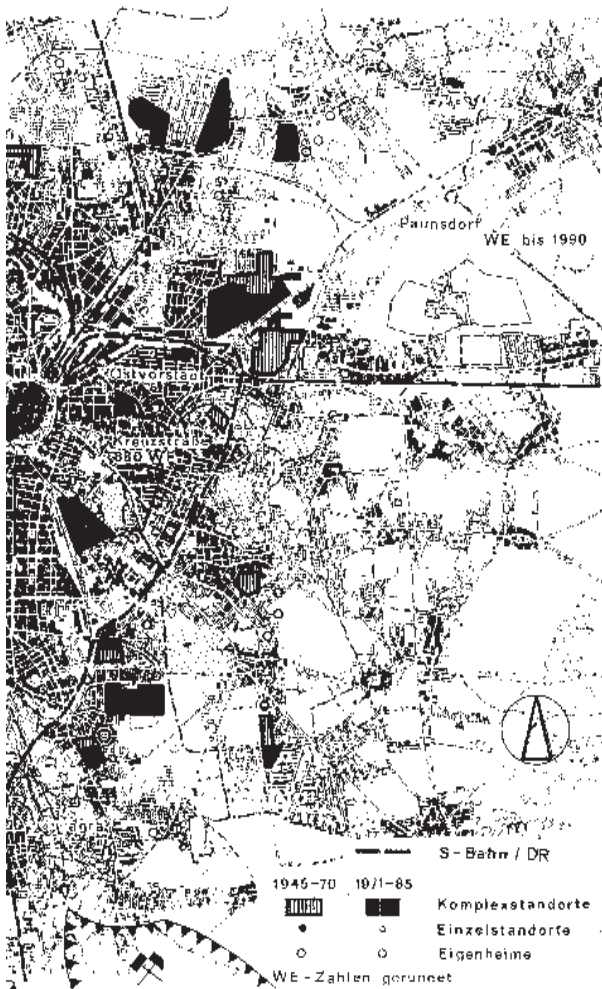 Paunsdorf
WE bis 1990
Ostvorstadt
Kreuzstraße
880 WE
S-Bahn / DR
1945-70 1971-85
Komplexstandorte
Einzelstandorte
Eigenheime
WE-Zahlen gerundet